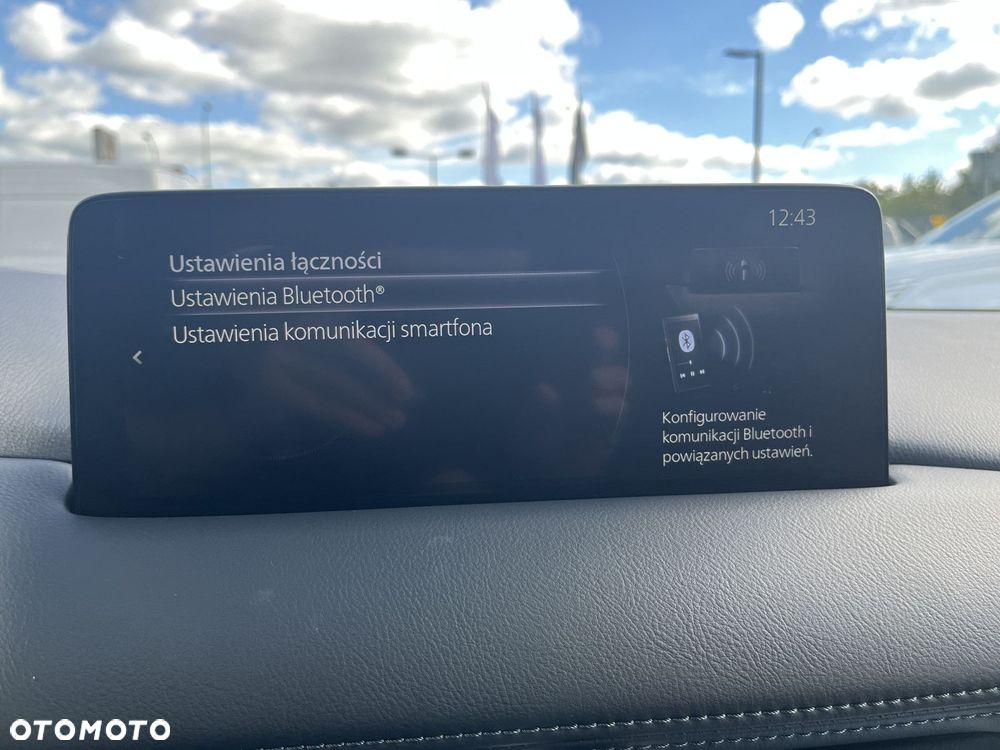 12:43
Ustawienia łączności
Ustawienia Bluetooth®
Ustawienia komunikacji smartfona
Konfigurowanie
komunikacji Bluetooth i
powiązanych ustawień.
OTOMOTO